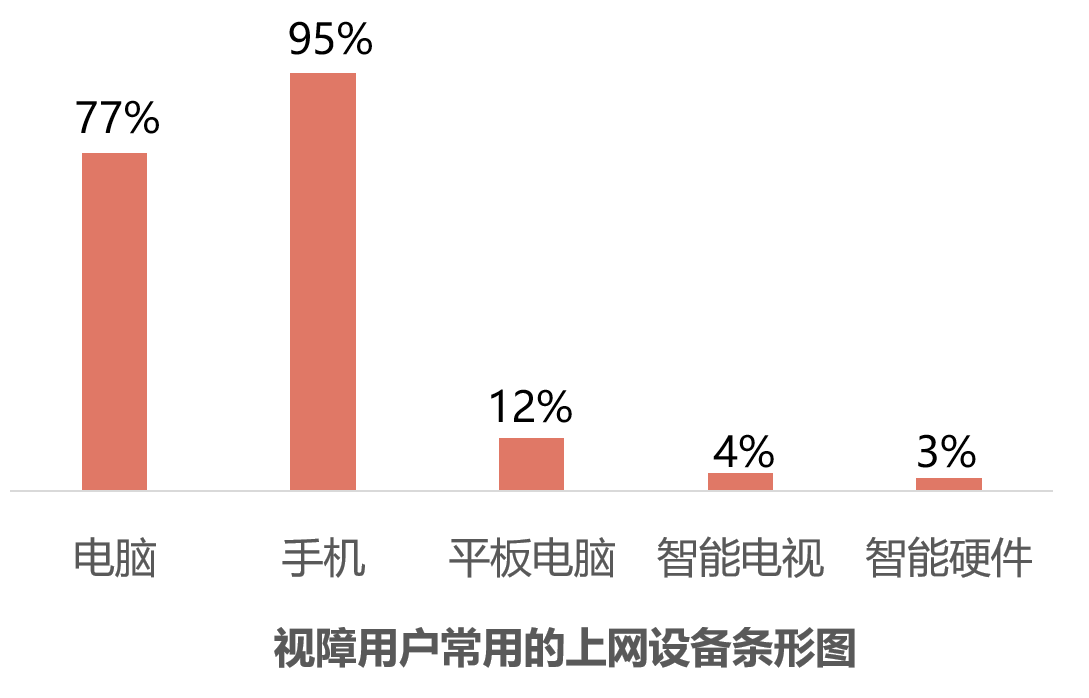 95%
77%
12%
4%
3%
电脑
手机
平板电脑
智能电视
智能硬件
视障用户常用的上网设备条形图